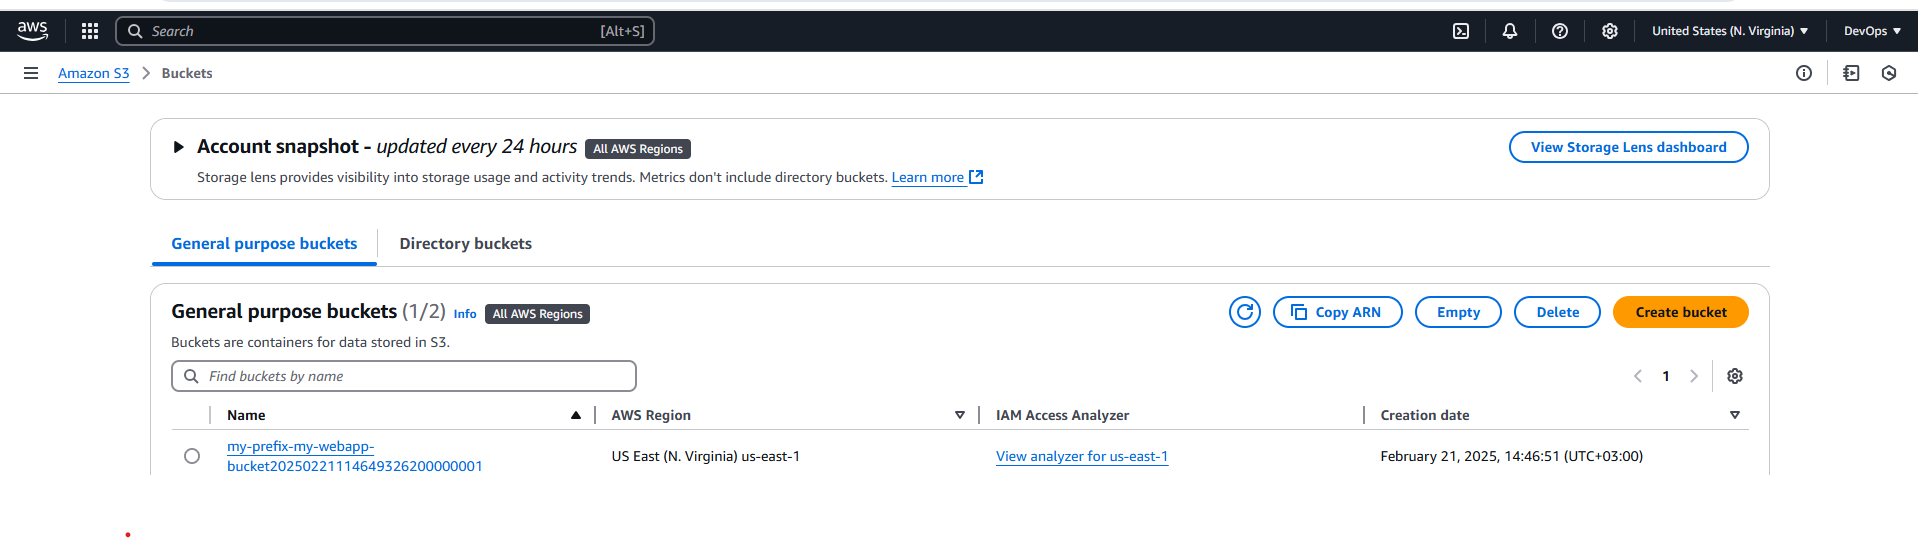 aws
Search [Alt+S] United States (N. Virginia) DevOps
Amazon S3 Buckets
Account snapshot - updated every 24 hours All AWS Regions View Storage Lens dashboard
Storage lens provides visibility into storage usage and activity trends. Metrics don't include directory buckets. Learn more
General purpose buckets Directory buckets
General purpose buckets (1/2) Info All AWS Regions Copy ARN Empty Delete Create bucket
Buckets are containers for data stored in S3.
Find buckets by name 1
Name AWS Region IAM Access Analyzer Creation date
my-prefix-my-webapp-
bucket20250221114649326200000001 US East (N. Virginia) us-east-1 View analyzer for us-east-1 February 21, 2025, 14:46:51 (UTC+03:00)